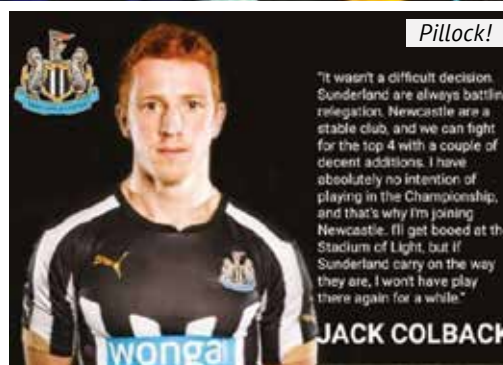 Pillock!
"It wasn't a difficult decision.
Sunderland are always battlin
relegation. Newcastle are a
stable club, and we can fight
for the top 4 with a couple of
decent additions. I have
absolutely no intention of
playing in the Championship,
and that's why I'm joining
Newcastle. I'll get booed at the
Stadium of Light, but if
Sunderland carry on the way
they are, I won't have play
there again for a while."
JACK COLBACK
wonga